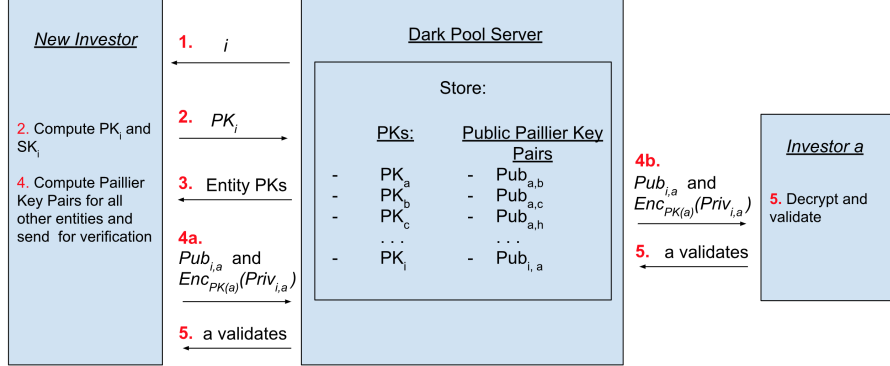 New Investor
2. Compute PKi and
SKi
4. Compute Paillier
Key Pairs for all
other entities and
send for verification
1. i
2. PKi
3. Entity PKs
4a.
Pubi,a and
EncPK(a)(Privi,a)
5. a validates
Dark Pool Server
Store:
PKs: Public Paillier Key
Pairs
- PKa - Puba,b
- PKb - Puba,c
- PKc - Puba,h
. . . . . .
- PKi - Pubi, a
4b.
Pubi,a and
EncPK(a)(Privi,a)
5. a validates
Investor a
5. Decrypt and
validate